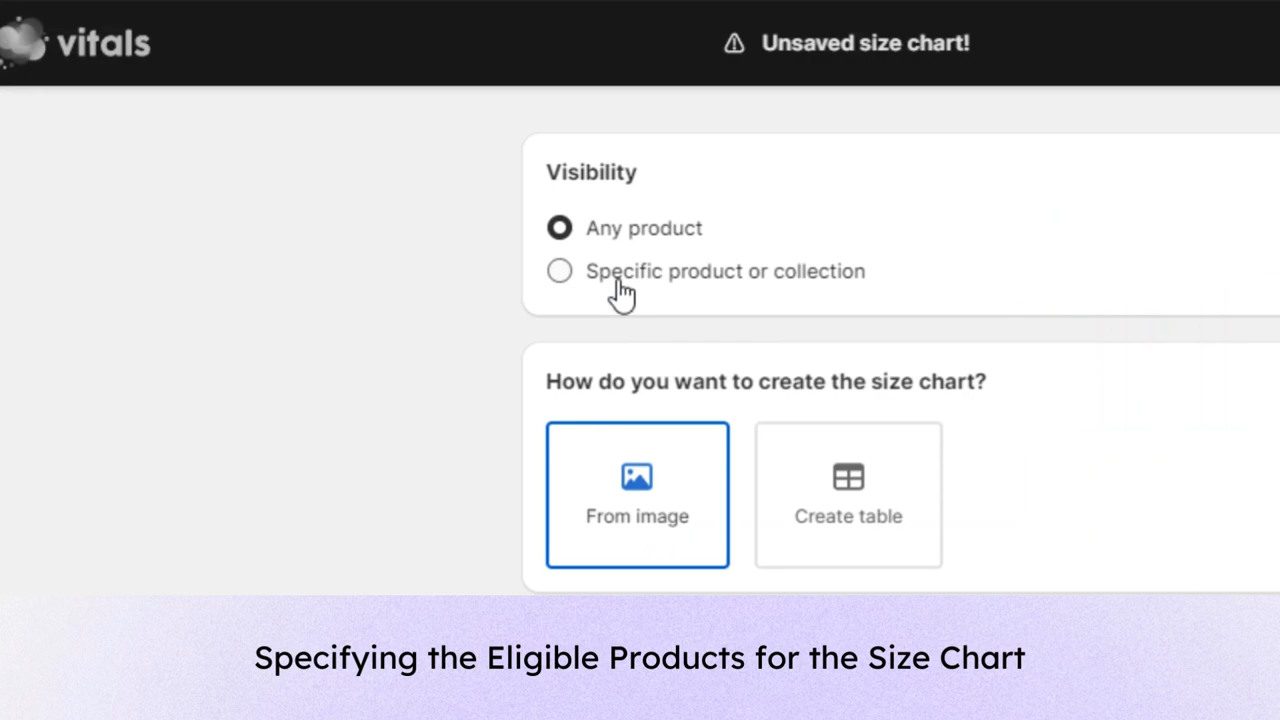 vitals
Unsaved size chart!
Visibility
Any product
Specific product or collection
How do you want to create the size chart?
From image
Create table
Specifying the Eligible Products for the Size Chart